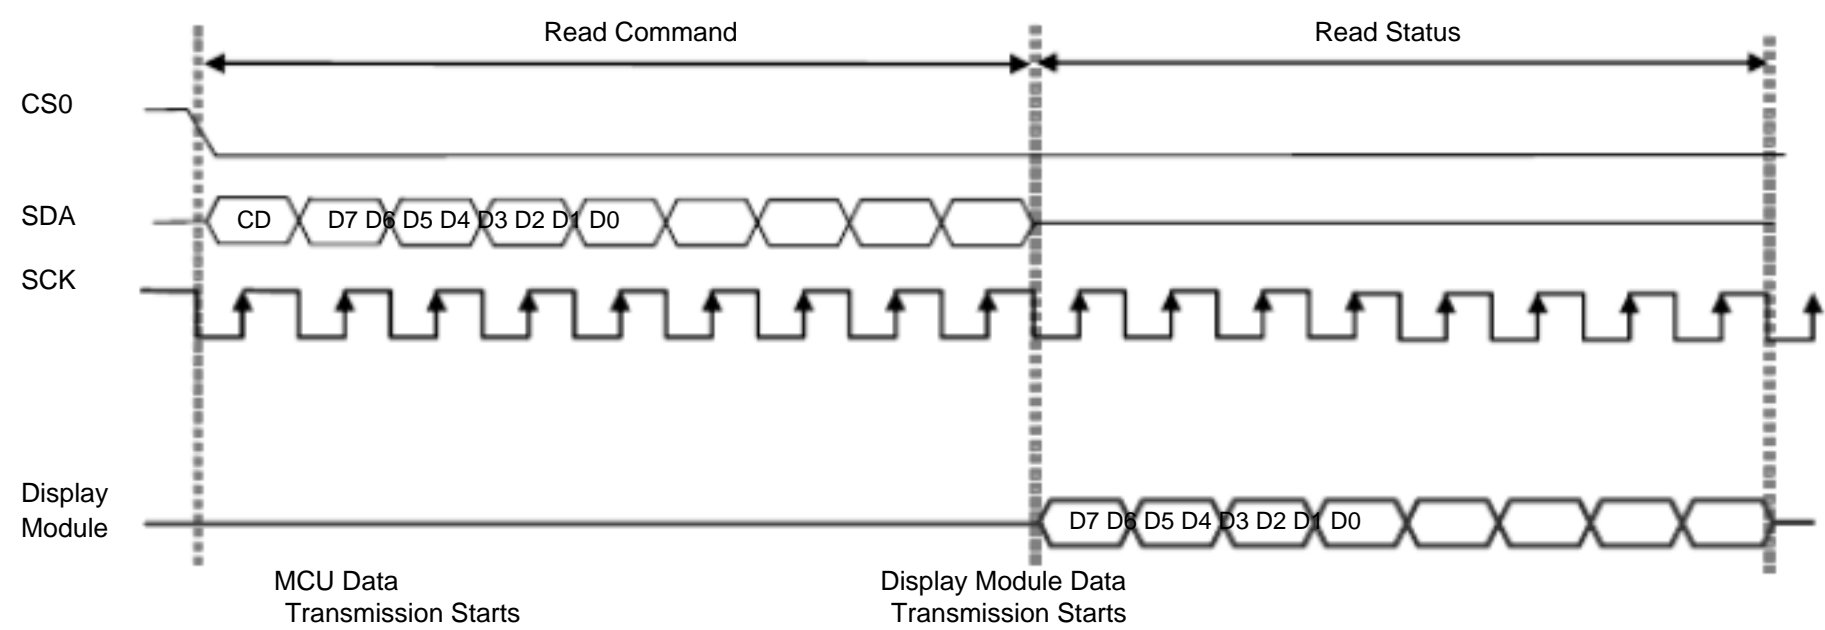 Read Command
Read Status
CS0
SDA
CD
D7 D6 D5 D4 D3 D2 D1 D0
SCK
Display
Module
D7 D6 D5 D4 D3 D2 D1 D0
MCU Data
Transmission Starts
Display Module Data
Transmission Starts